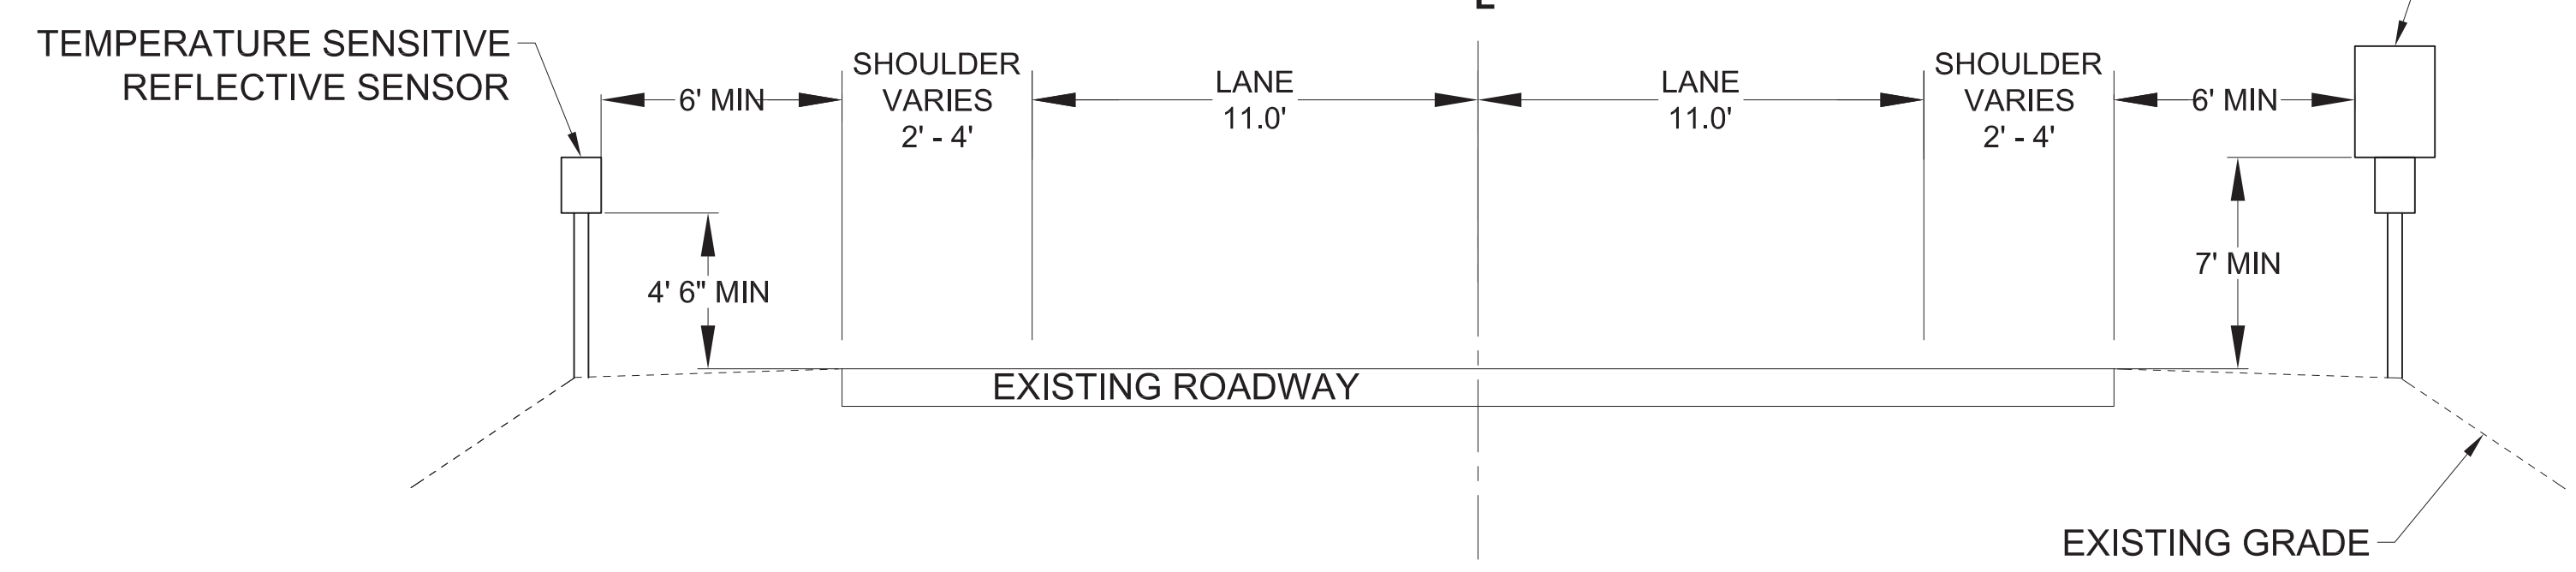 L
TEMPERATURE SENSITIVE
REFLECTIVE SENSOR
6' MIN
SHOULDER
VARIES
2' - 4'
LANE
11.0'
LANE
11.0'
SHOULDER
VARIES
2' - 4'
6' MIN
4' 6" MIN
7' MIN
EXISTING ROADWAY
EXISTING GRADE